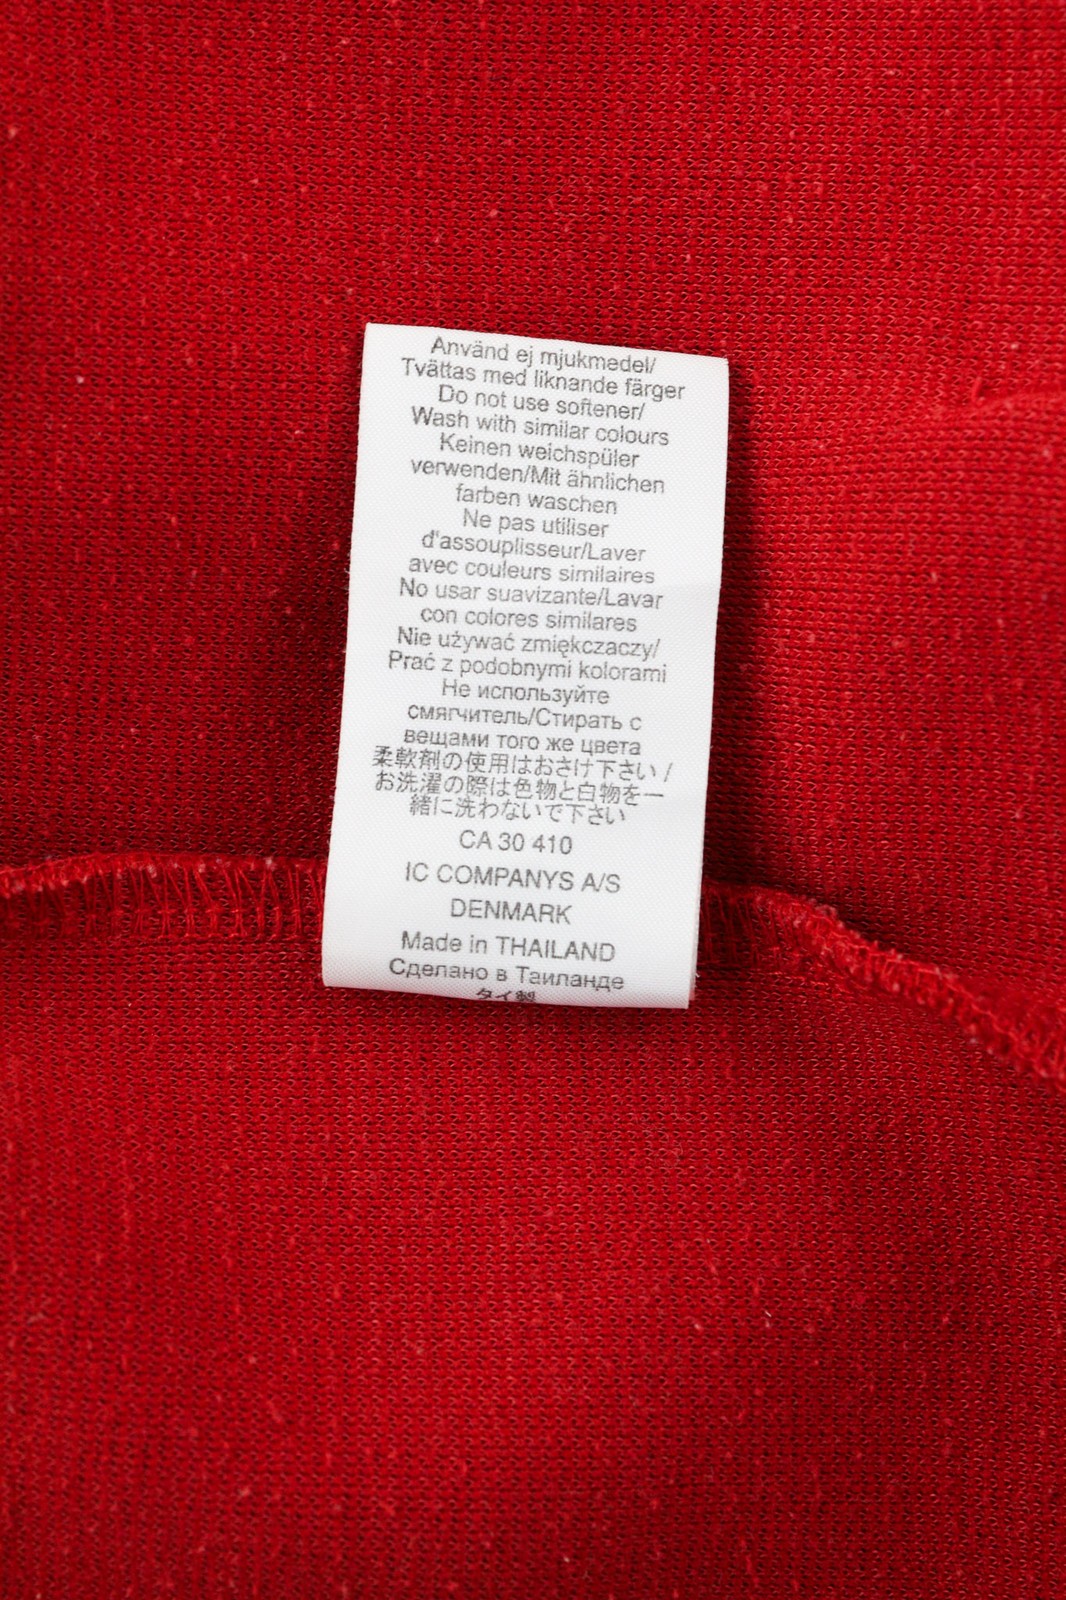 Använd ej mjukmedel/
Tvättas med liknande färger
Do not use softener/
Wash with similar colours
Keinen weichspüler
verwenden/Mit ähnlichen
farben waschen
Ne pas utiliser
d'assouplisseur/Laver
avec couleurs similaires
No usar suavizante/Lavar
con colores similares
Nie używać zmiękczaczy/
Prać z podobnymi kolorami
Не используйте
смягчитель/Стирать с
вещами того же цвета
柔軟剤の使用はおさけ下さい /
お洗濯の際は色物と白物を一
緒に洗わないで下さい
CA 30 410
IC COMPANYS A/S
DENMARK
Made in THAILAND
Сделано в Таиланде
タイ製